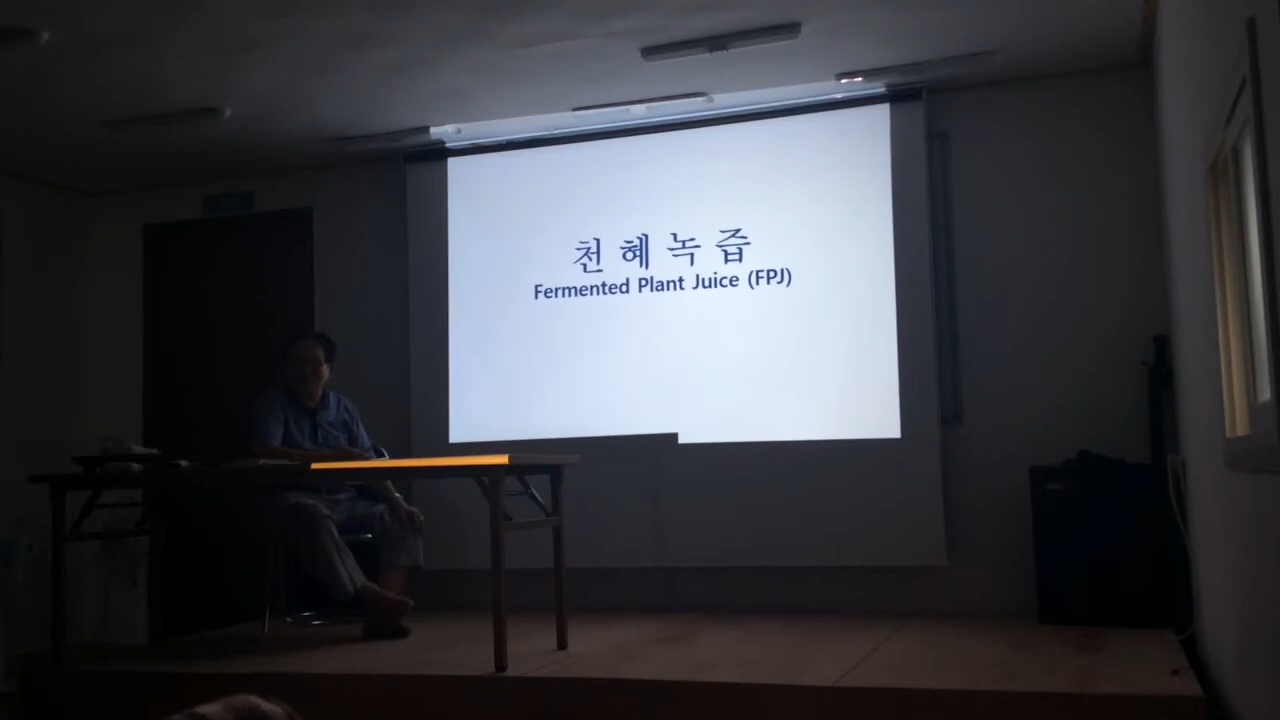 천 혜 녹 즙
Fermented Plant Juice (FPJ)